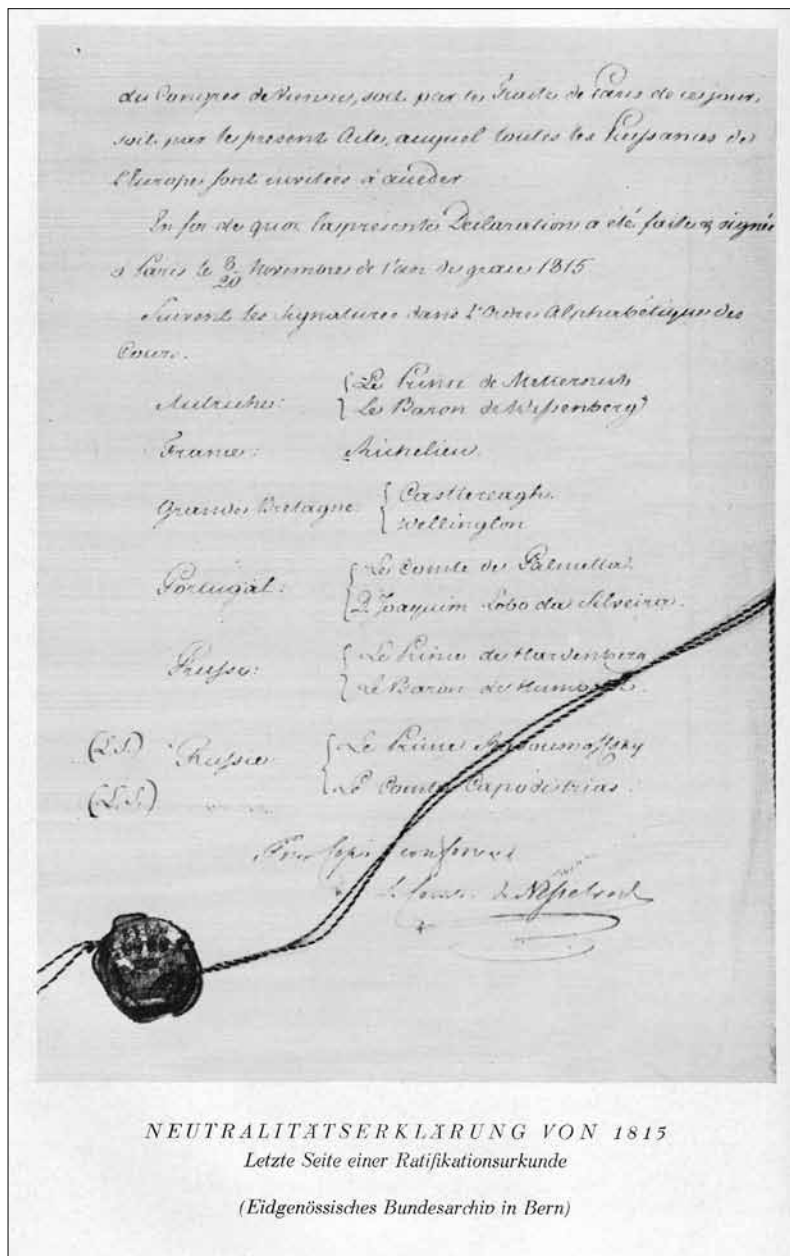 du Congres de Vienne, soit par le Traité de Paris de ce jour,
soit par le present Acte, auquel toutes les Puissances de
l'Europe sont invitées à accéder
En foi de quoi la presente Declaration a été faite & signée
à Paris le 8/20 Novembre de l'an de grace 1815
Suivent les signatures dans l'Ordre Alphabétique des
Cours.
Autriche: { Le Prince de Metternich
Le Baron de Wessenberg
France: Richelieu.
Grande Bretagne { Castlereagh.
Wellington
Portugal: { Le Comte de Palmella
D. Joaquim Lobo da Silveira.
Prusse: { Le Prince de Hardenberg
Le Baron de Humboldt.
(L.S.) Russie { Le Prince Rasoumoffsky
(L.S.) Le Comte Capodistrias.
Pour Copie conforme
Le Comte de Nesselrode
NEUTRALITÄTSERKLÄRUNG VON 1815
Letzte Seite einer Ratifikationsurkunde
(Eidgenössisches Bundesarchiv in Bern)